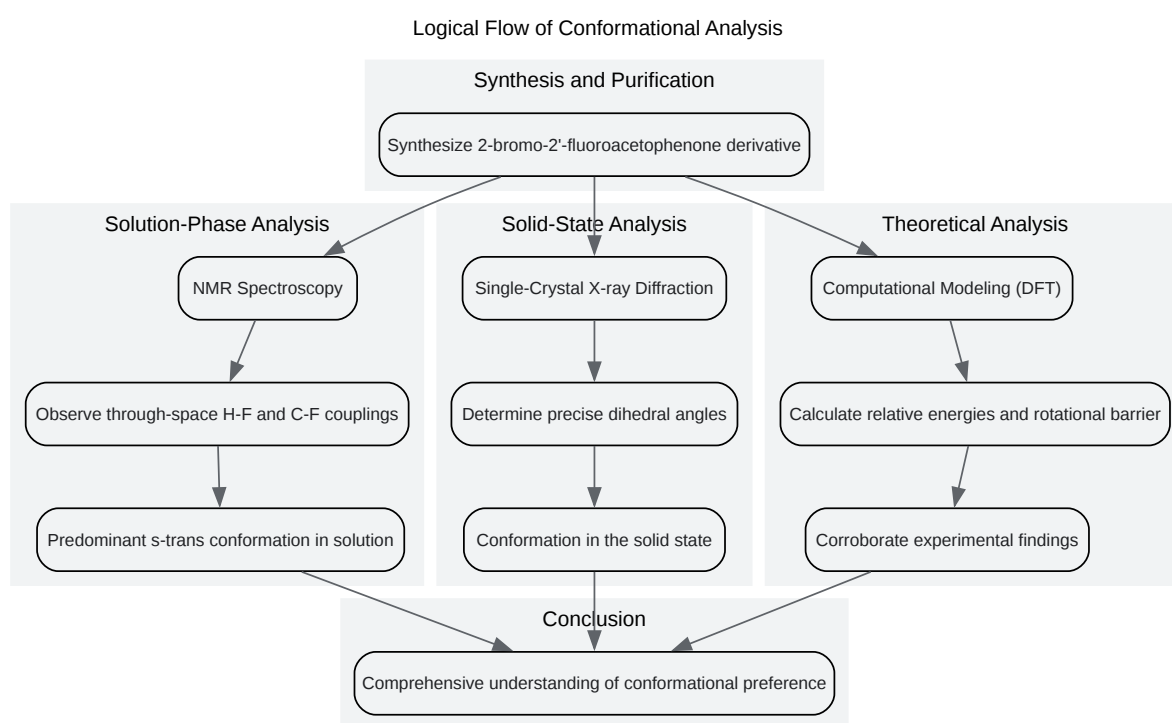 Logical Flow of Conformational Analysis
Synthesis and Purification
Synthesize 2-bromo-2'-fluoroacetophenone derivative
Solution-Phase Analysis
NMR Spectroscopy
Observe through-space H-F and C-F couplings
Predominant s-trans conformation in solution
Solid-State Analysis
Single-Crystal X-ray Diffraction
Determine precise dihedral angles
Conformation in the solid state
Theoretical Analysis
Computational Modeling (DFT)
Calculate relative energies and rotational barrier
Corroborate experimental findings
Conclusion
Comprehensive understanding of conformational preference